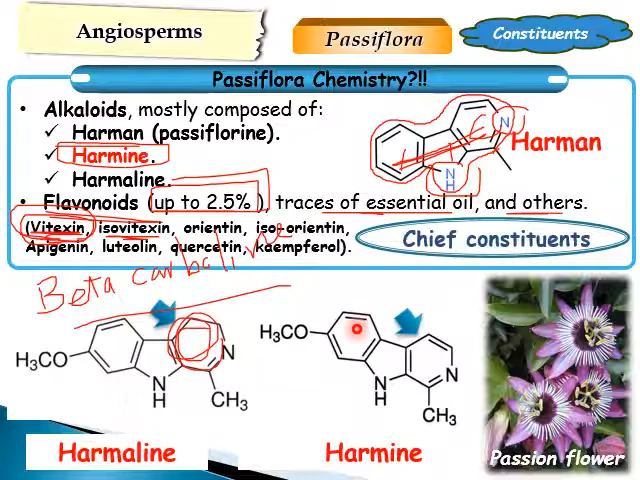 Angiosperms
Passiflora
Constituents
Passiflora Chemistry?!!
• Alkaloids, mostly composed of:
✓ Harman (passiflorine).
✓ Harmine.
✓ Harmaline.
• Flavonoids (up to 2.5% ), traces of essential oil, and others.
(Vitexin, isovitexin, orientin, iso-orientin,
Apigenin, luteolin, quercetin, kaempferol).
N
N
H
Harman
Chief constituents
Beta carbaline
H₃CO
N
NH
CH₃
Harmaline
H₃CO
N
NH
CH₃
Harmine
Passion flower